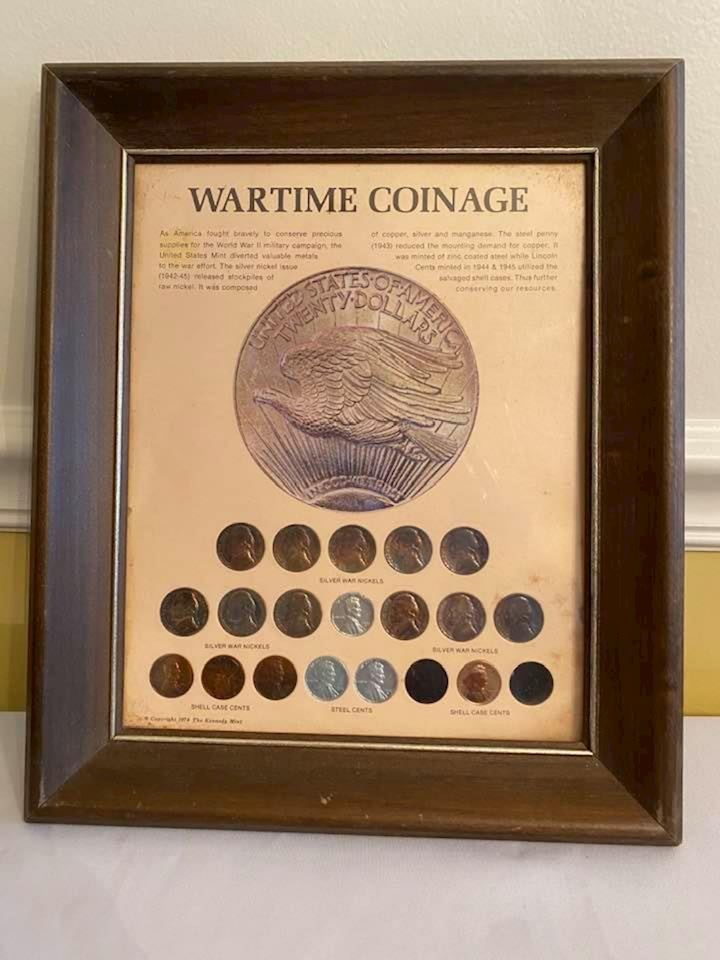 WARTIME COINAGE
As America fought bravely to conserve precious
supplies for the World War II military campaign, the
United States Mint diverted valuable metals
to the war effort. The silver nickel issue
(1942-45) released stockpiles of
raw nickel. It was composed
of copper, silver and manganese. The steel penny
(1943) reduced the mounting demand for copper. It
was minted of zinc coated steel while Lincoln
Cents minted in 1944 & 1945 utilized the
salvaged shell cases. Thus further
conserving our resources.
UNITED·STATES·OF·AMERICA
TWENTY·DOLLARS
IN·GOD·WE·TRUST
SILVER WAR NICKELS
SILVER WAR NICKELS
SILVER WAR NICKELS
SHELL CASE CENTS
STEEL CENTS
SHELL CASE CENTS
© Copyright 1974 The Kennedy Mint